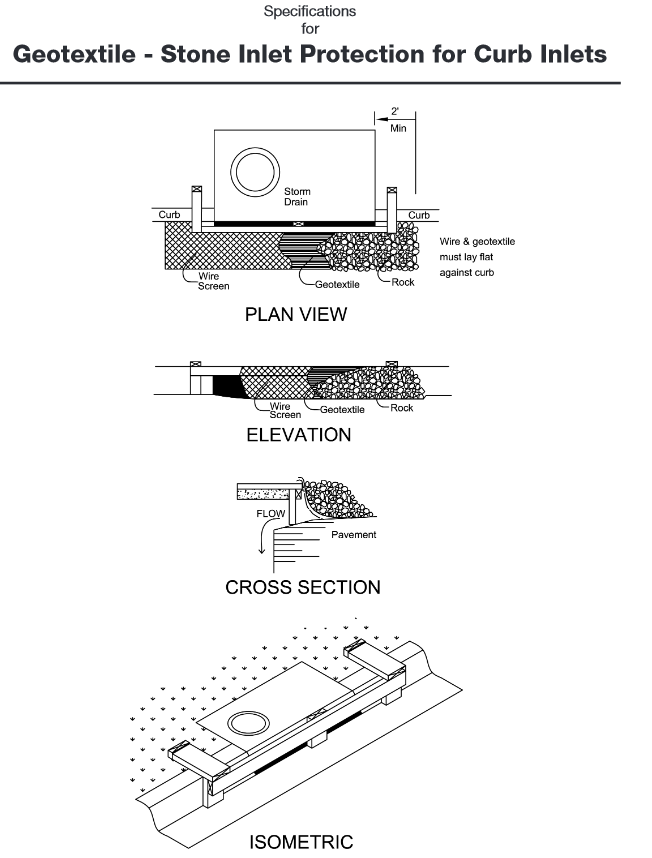 Specifications
for
Geotextile - Stone Inlet Protection for Curb Inlets
2'
Min
Storm
Drain
Curb
Curb
Wire & geotextile
must lay flat
against curb
Wire
Screen
Geotextile
Rock
PLAN VIEW
Wire
Screen
Geotextile
Rock
ELEVATION
FLOW
Pavement
CROSS SECTION
ISOMETRIC